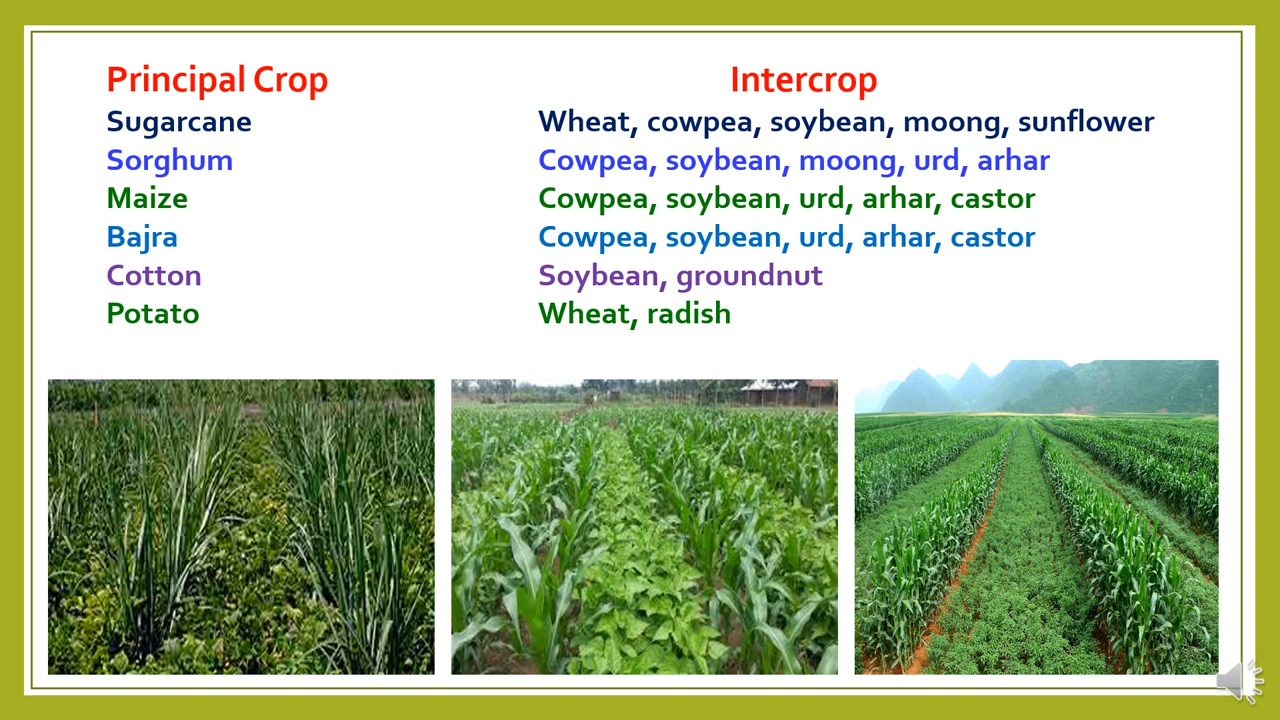 Principal Crop Intercrop
Sugarcane Wheat, cowpea, soybean, moong, sunflower
Sorghum Cowpea, soybean, moong, urd, arhar
Maize Cowpea, soybean, urd, arhar, castor
Bajra Cowpea, soybean, urd, arhar, castor
Cotton Soybean, groundnut
Potato Wheat, radish